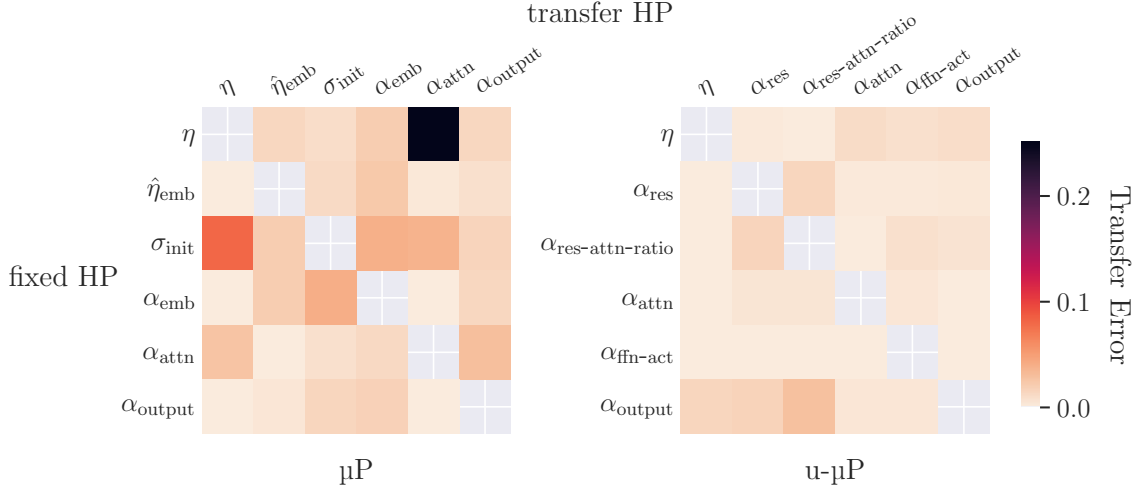 transfer HP
η
η̂emb
σinit
αemb
αattn
αoutput
η
αres
αres-attn-ratio
αattn
αffn-act
αoutput
fixed HP
η
η̂emb
σinit
αemb
αattn
αoutput
η
αres
αres-attn-ratio
αattn
αffn-act
αoutput
0.2
0.1
0.0
Transfer Error
µP
u-µP